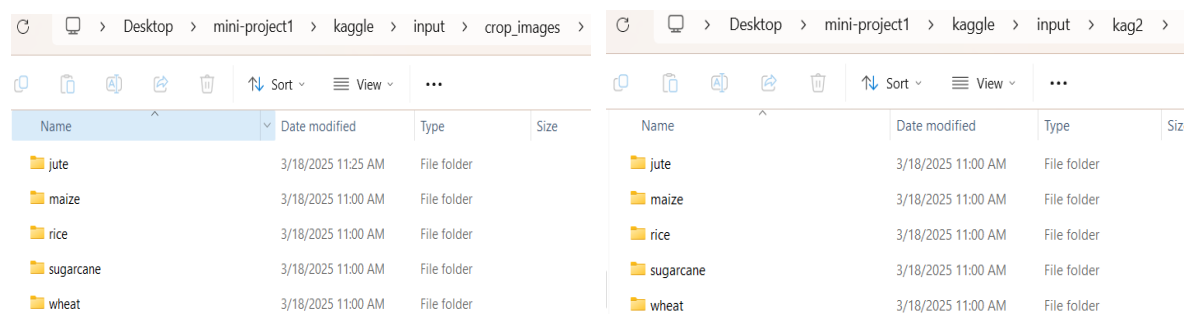 Desktop > mini-project1 > kaggle > input > crop_images >
Sort View ...
Name Date modified Type Size
jute 3/18/2025 11:25 AM File folder
maize 3/18/2025 11:00 AM File folder
rice 3/18/2025 11:00 AM File folder
sugarcane 3/18/2025 11:00 AM File folder
wheat 3/18/2025 11:00 AM File folder
Desktop > mini-project1 > kaggle > input > kag2 >
Sort View ...
Name Date modified Type Siz
jute 3/18/2025 11:00 AM File folder
maize 3/18/2025 11:00 AM File folder
rice 3/18/2025 11:00 AM File folder
sugarcane 3/18/2025 11:00 AM File folder
wheat 3/18/2025 11:00 AM File folder